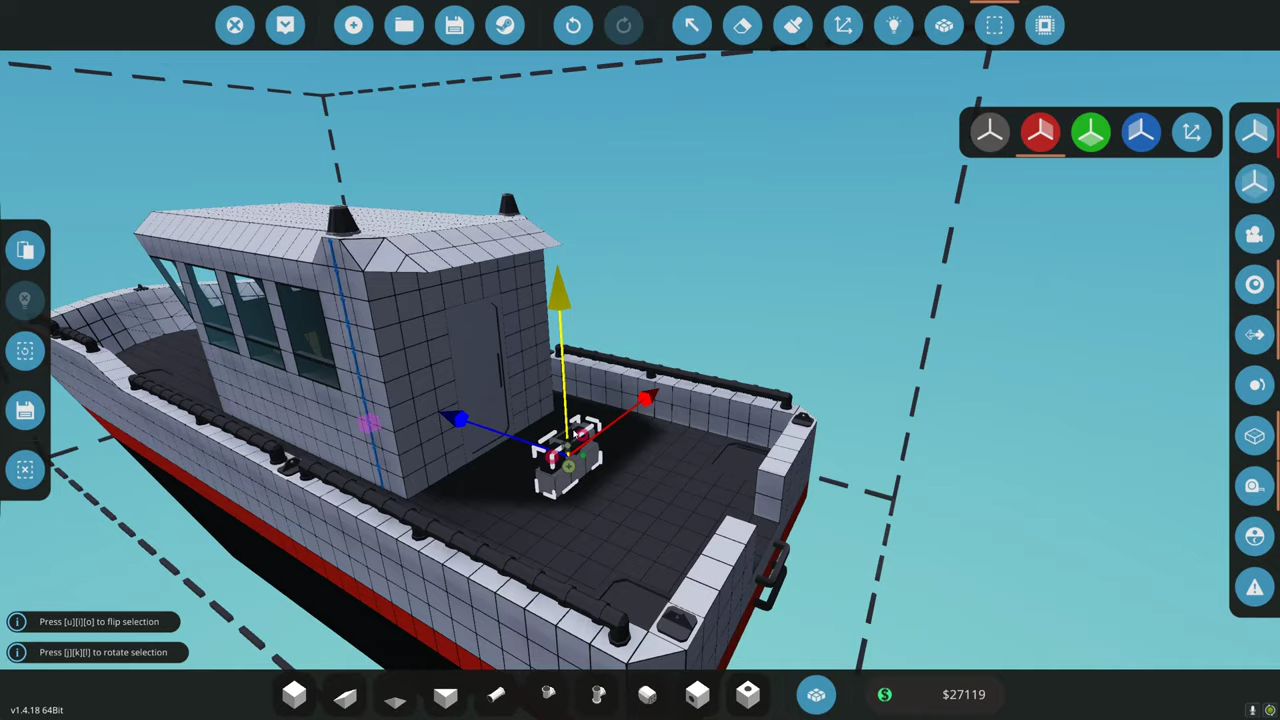 Press [u][i][o] to flip selection
Press [j][k][l] to rotate selection
$27119
v1.4.18 64Bit